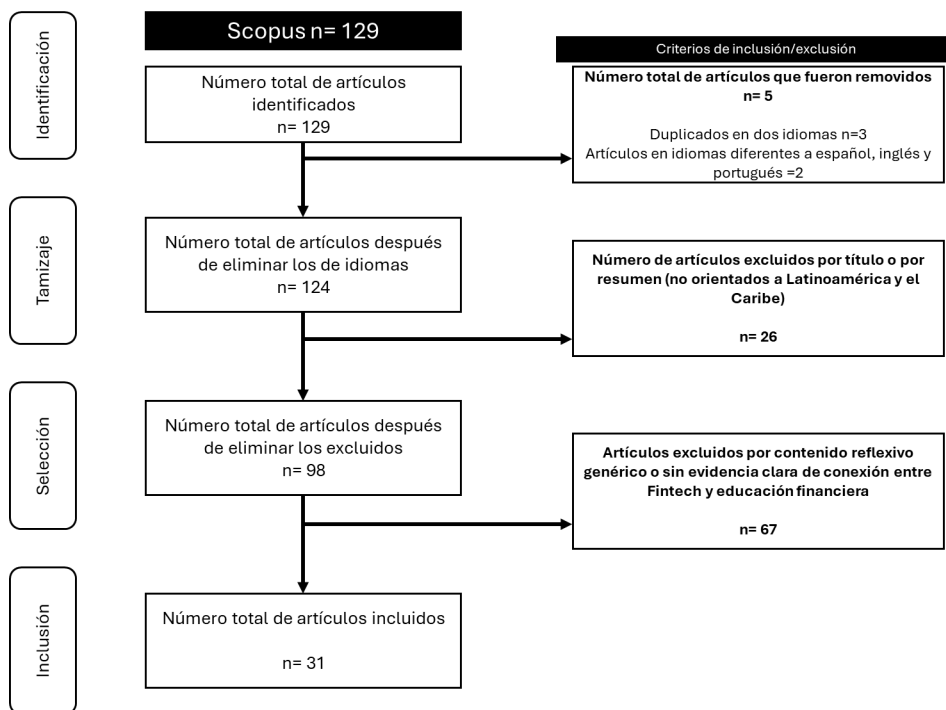 Identificación
Scopus n= 129
Número total de artículos
identificados
n= 129
Criterios de inclusión/exclusión
Número total de artículos que fueron removidos
n= 5
Duplicados en dos idiomas n=3
Artículos en idiomas diferentes a español, inglés y
portugués =2
Tamizaje
Número total de artículos después
de eliminar los de idiomas
n= 124
Número de artículos excluidos por título o por
resumen (no orientados a Latinoamérica y el
Caribe)
n= 26
Selección
Número total de artículos después
de eliminar los excluidos
n= 98
Artículos excluidos por contenido reflexivo
genérico o sin evidencia clara de conexión entre
Fintech y educación financiera
n= 67
Inclusión
Número total de artículos incluidos
n= 31